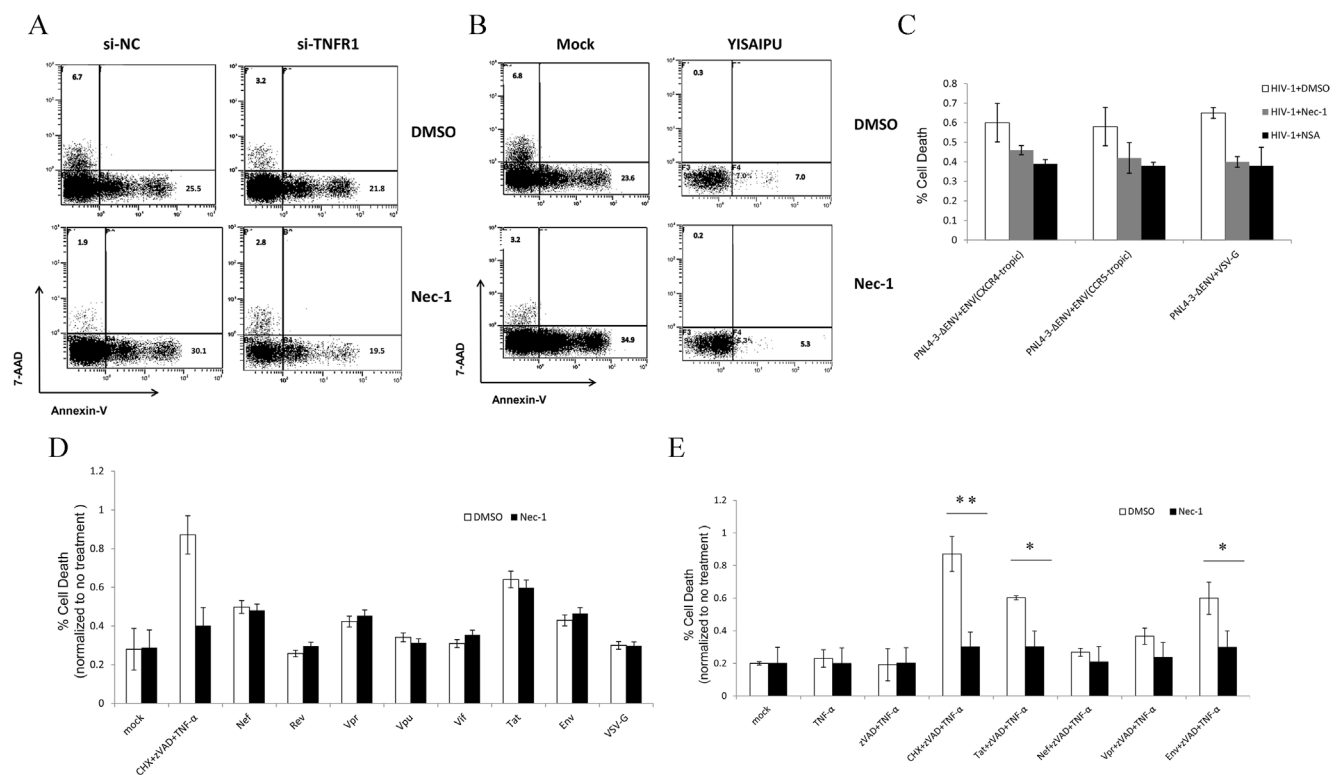 A
si-NC
si-TNFR1
6.7
25.5
3.2
21.8
DMSO
1.9
30.1
2.8
19.5
Nec-1
7-AAD
Annexin-V
B
Mock
YISAIPU
6.8
23.6
0.3
F3
F4
7.0%
7.0
DMSO
3.2
34.9
0.2
F3
F4
5.3
Nec-1
7-AAD
Annexin-V
C
% Cell Death
0.8
0.7
0.6
0.5
0.4
0.3
0.2
0.1
0
HIV-1+DMSO
HIV-1+Nec-1
HIV-1+NSA
PNL4-3-ΔENV+ENV(CXCR4-tropic)
PNL4-3-ΔENV+ENV(CCR5-tropic)
PNL4-3-ΔENV+VSV-G
D
% Cell Death
(normalized to no treatment )
1.2
1
0.8
0.6
0.4
0.2
0
DMSO
Nec-1
mock
CHX+zVAD+TNF-α
Nef
Rev
Vpr
Vpu
Vif
Tat
Env
VSV-G
E
% Cell Death
(normalized to no treatment )
1.2
1
0.8
0.6
0.4
0.2
0
DMSO
Nec-1
**
*
*
mock
TNF-α
zVAD+TNF-α
CHX+zVAD+TNF-α
Tat+zVAD+TNF-α
Nef+zVAD+TNF-α
Vpr+zVAD+TNF-α
Env+zVAD+TNF-α